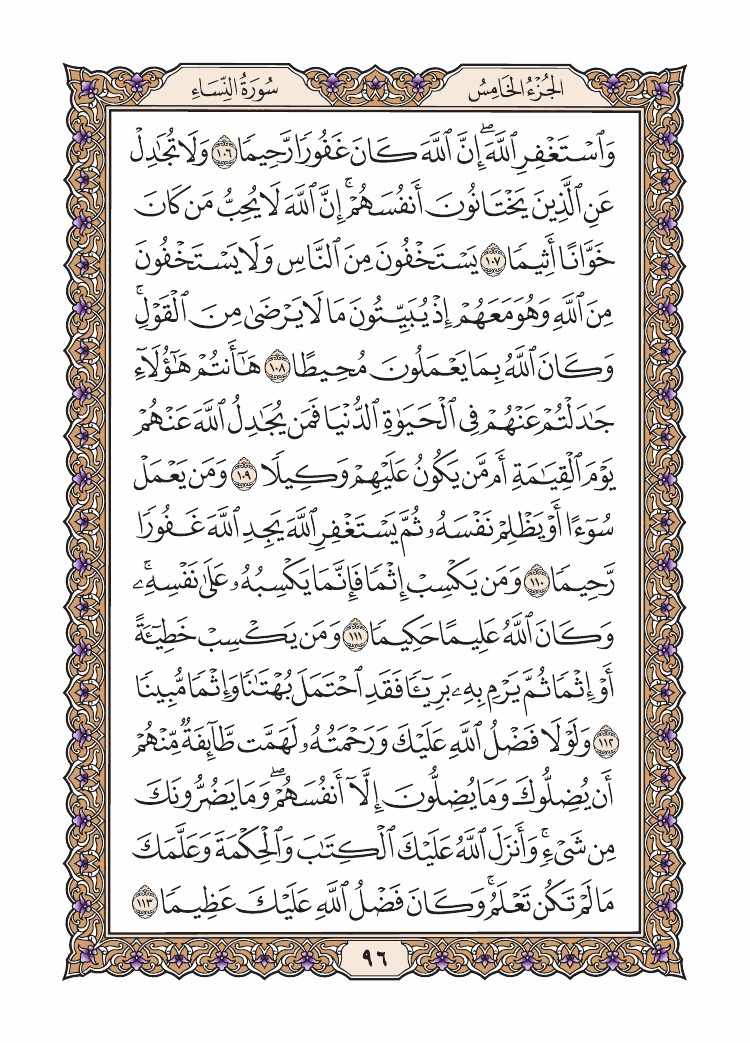 الجُزْءُ الخَامِسُ
سُورَةُ النِّسَاءِ
وَٱسۡتَغۡفِرِ ٱللَّهَۖ إِنَّ ٱللَّهَ كَانَ غَفُورٗا رَّحِيمٗا ١٠٦ وَلَا تُجَٰدِلۡ
عَنِ ٱلَّذِينَ يَخۡتَانُونَ أَنفُسَهُمۡۚ إِنَّ ٱللَّهَ لَا يُحِبُّ مَن كَانَ
خَوَّانًا أَثِيمٗا ١٠٧ يَسۡتَخۡفُونَ مِنَ ٱلنَّاسِ وَلَا يَسۡتَخۡفُونَ
مِنَ ٱللَّهِ وَهُوَ مَعَهُمۡ إِذۡ يُبَيِّتُونَ مَا لَا يَرۡضَىٰ مِنَ ٱلۡقَوۡلِۚ
وَكَانَ ٱللَّهُ بِمَا يَعۡمَلُونَ مُحِيطًا ١٠٨ هَٰٓأَنتُمۡ هَٰٓؤُلَآءِ
جَٰدَلۡتُمۡ عَنۡهُمۡ فِي ٱلۡحَيَوٰةِ ٱلدُّنۡيَا فَمَن يُجَٰدِلُ ٱللَّهَ عَنۡهُمۡ
يَوۡمَ ٱلۡقِيَٰمَةِ أَم مَّن يَكُونُ عَلَيۡهِمۡ وَكِيلٗا ١٠٩ وَمَن يَعۡمَلۡ
سُوٓءًا أَوۡ يَظۡلِمۡ نَفۡسَهُۥ ثُمَّ يَسۡتَغۡفِرِ ٱللَّهَ يَجِدِ ٱللَّهَ غَفُورٗا
رَّحِيمٗا ١١٠ وَمَن يَكۡسِبۡ إِثۡمٗا فَإِنَّمَا يَكۡسِبُهُۥ عَلَىٰ نَفۡسِهِۦۚ
وَكَانَ ٱللَّهُ عَلِيمًا حَكِيمٗا ١١١ وَمَن يَكۡسِبۡ خَطِيٓـَٔةً
أَوۡ إِثۡمٗا ثُمَّ يَرۡمِ بِهِۦ بَرِيٓـٔٗا فَقَدِ ٱحۡتَمَلَ بُهۡتَٰنٗا وَإِثۡمٗا مُّبِينٗا
١١٢ وَلَوۡلَا فَضۡلُ ٱللَّهِ عَلَيۡكَ وَرَحۡمَتُهُۥ لَهَمَّت طَّآئِفَةٞ مِّنۡهُمۡ
أَن يُضِلُّوكَ وَمَا يُضِلُّونَ إِلَّآ أَنفُسَهُمۡۖ وَمَا يَضُرُّونَكَ
مِن شَيۡءٖۚ وَأَنزَلَ ٱللَّهُ عَلَيۡكَ ٱلۡكِتَٰبَ وَٱلۡحِكۡمَةَ وَعَلَّمَكَ
مَا لَمۡ تَكُن تَعۡلَمُۚ وَكَانَ فَضۡلُ ٱللَّهِ عَلَيۡكَ عَظِيمٗا ١١٣
٩٦